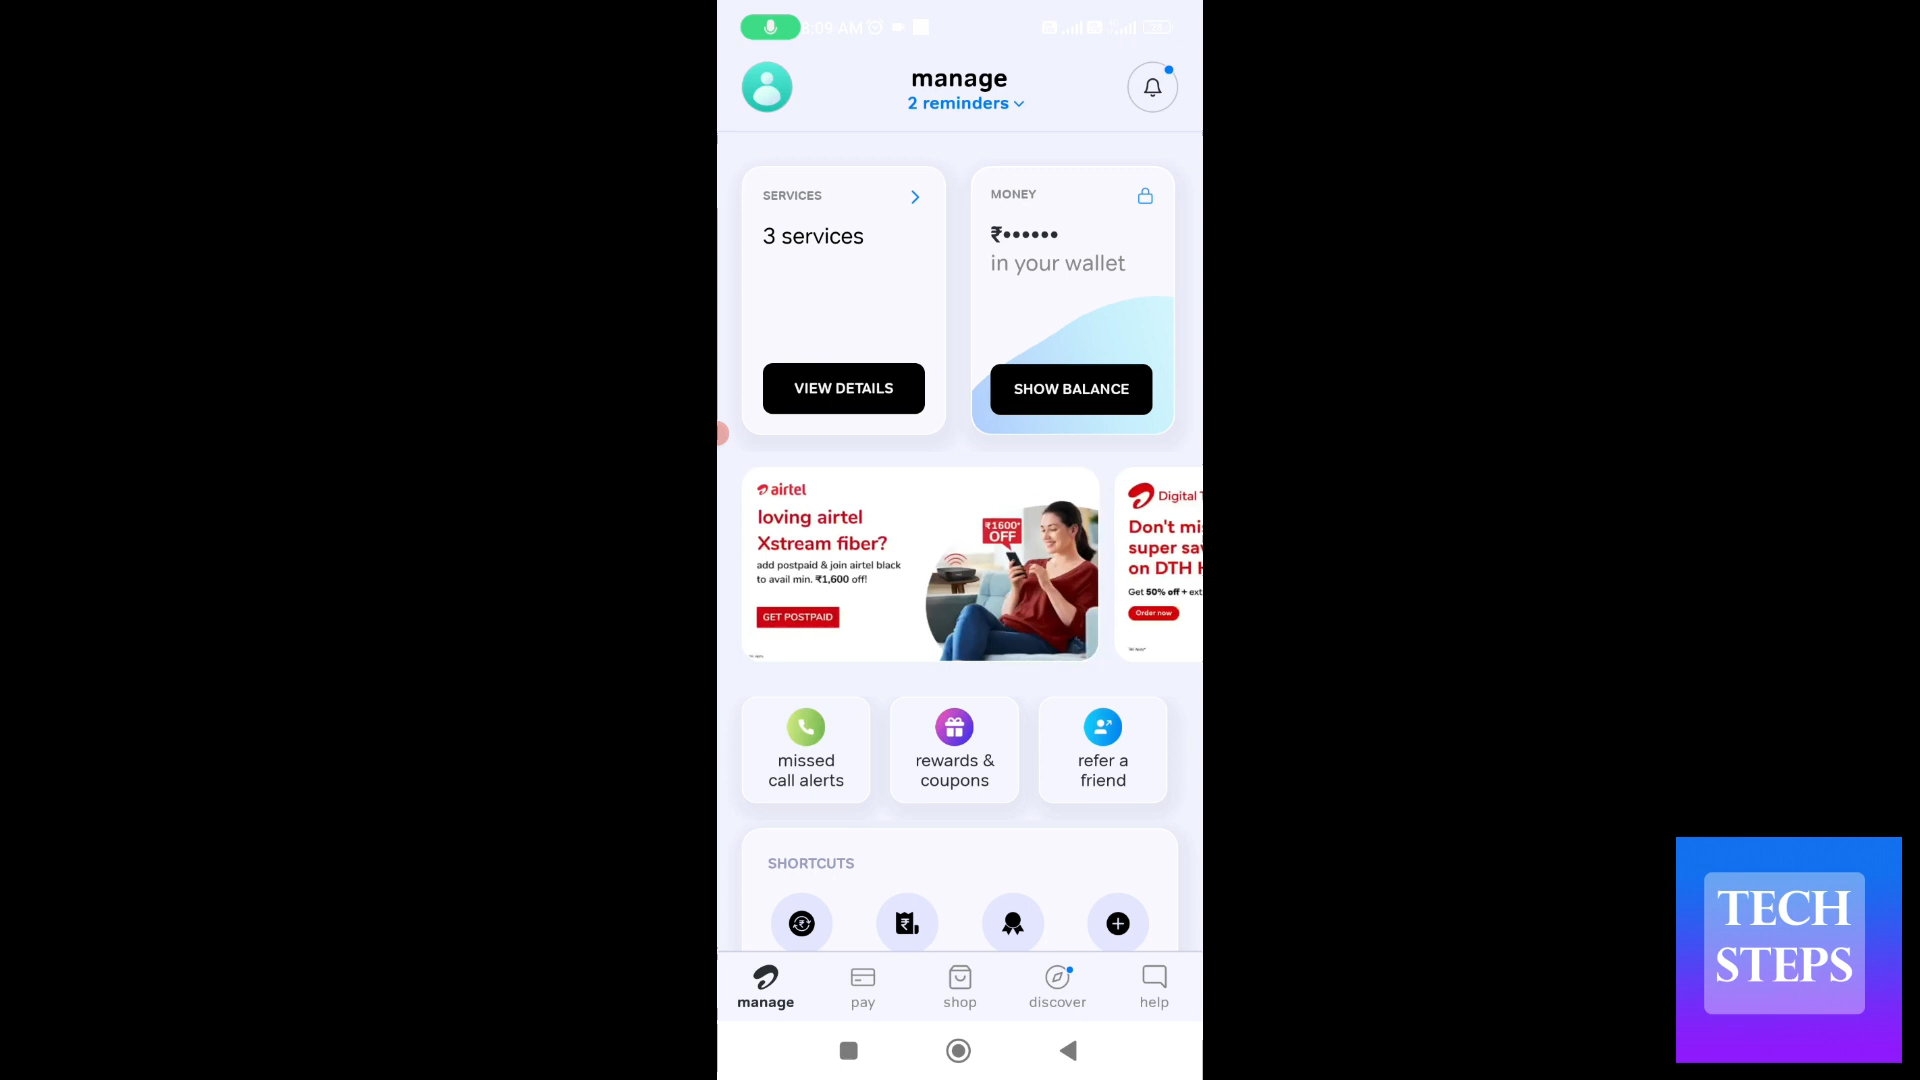 8:09 AM
manage
2 reminders
SERVICES
3 services
VIEW DETAILS
MONEY
₹••••••
in your wallet
SHOW BALANCE
airtel
loving airtel
Xstream fiber?
add postpaid & join airtel black
to avail min. ₹1,600 off!
GET POSTPAID
₹1600*
OFF
Digital T
Don't mi
super sav
on DTH H
Get 50% off + ext
Order now
missed
call alerts
rewards &
coupons
refer a
friend
SHORTCUTS
manage
pay
shop
discover
help
TECH
STEPS